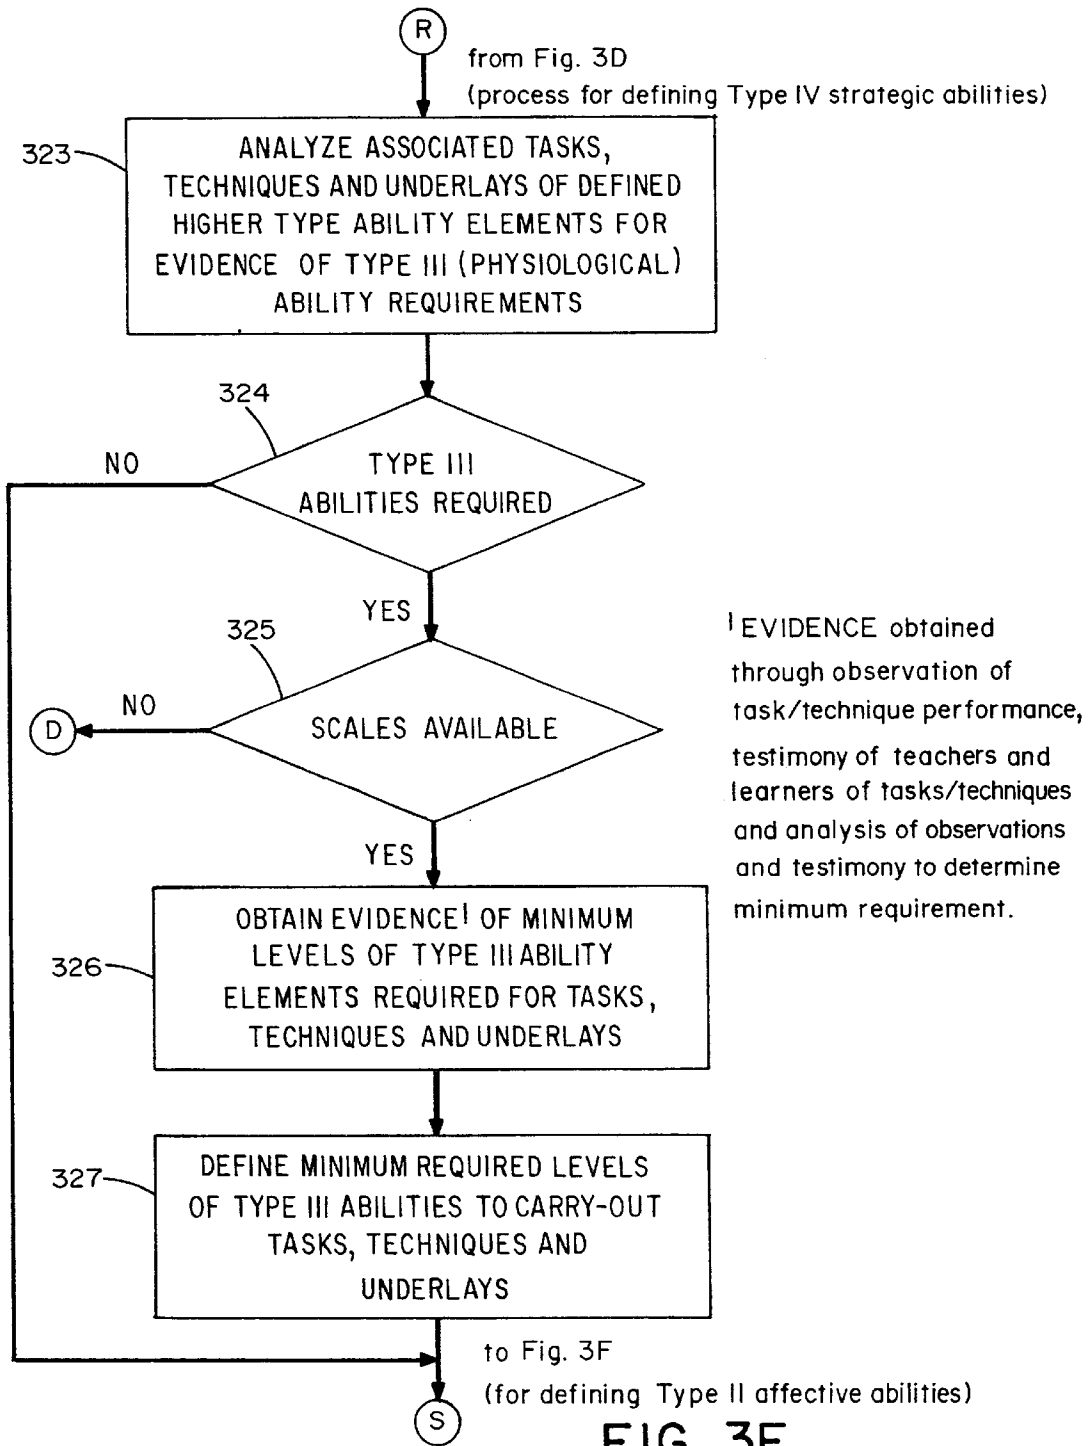 R
from Fig. 3D
(process for defining Type IV strategic abilities)
323
ANALYZE ASSOCIATED TASKS,
TECHNIQUES AND UNDERLAYS OF DEFINED
HIGHER TYPE ABILITY ELEMENTS FOR
EVIDENCE OF TYPE III (PHYSIOLOGICAL)
ABILITY REQUIREMENTS
324
NO
TYPE III
ABILITIES REQUIRED
YES
325
NO
D
SCALES AVAILABLE
YES
1 EVIDENCE obtained
through observation of
task/technique performance,
testimony of teachers and
learners of tasks/techniques
and analysis of observations
and testimony to determine
minimum requirement.
326
OBTAIN EVIDENCE1 OF MINIMUM
LEVELS OF TYPE III ABILITY
ELEMENTS REQUIRED FOR TASKS,
TECHNIQUES AND UNDERLAYS
327
DEFINE MINIMUM REQUIRED LEVELS
OF TYPE III ABILITIES TO CARRY-OUT
TASKS, TECHNIQUES AND
UNDERLAYS
to Fig. 3F
(for defining Type II affective abilities)
S
FIG. 3E